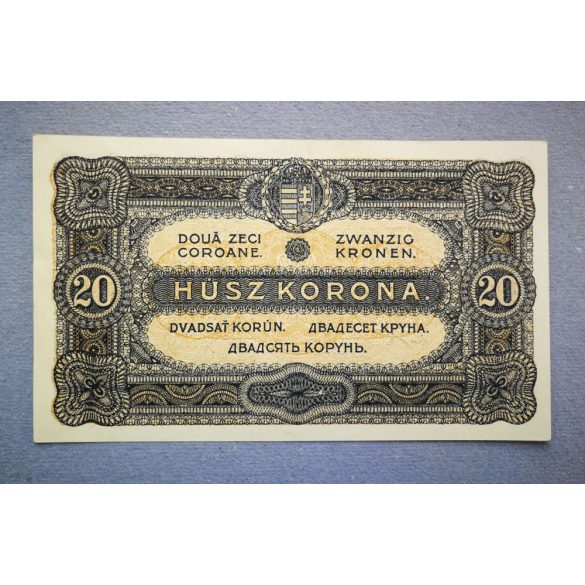 DOUĂ ZECI
COROANE.
ZWANZIG
KRONEN.
20
HÚSZ KORONA.
20
DVADSAŤ KORÚN.
ДВАДЕСЕТ КРУНА.
ДВАДСЯТЬ КОРУНЬ.